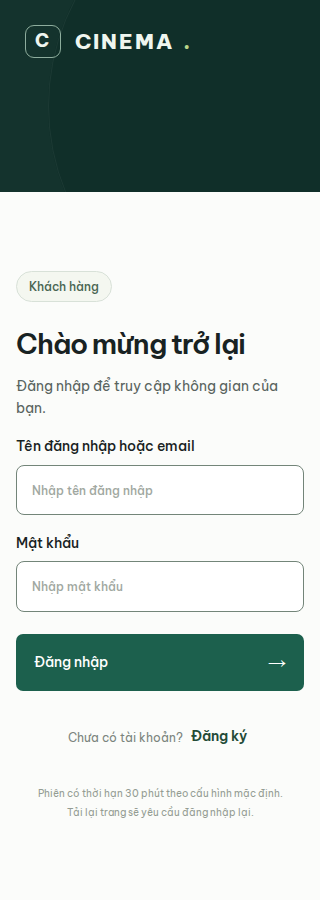 C CINEMA .
Khách hàng
Chào mừng trở lại
Đăng nhập để truy cập không gian của
bạn.
Tên đăng nhập hoặc email
Nhập tên đăng nhập
Mật khẩu
Nhập mật khẩu
Đăng nhập →
Chưa có tài khoản? Đăng ký
Phiên có thời hạn 30 phút theo cấu hình mặc định.
Tải lại trang sẽ yêu cầu đăng nhập lại.